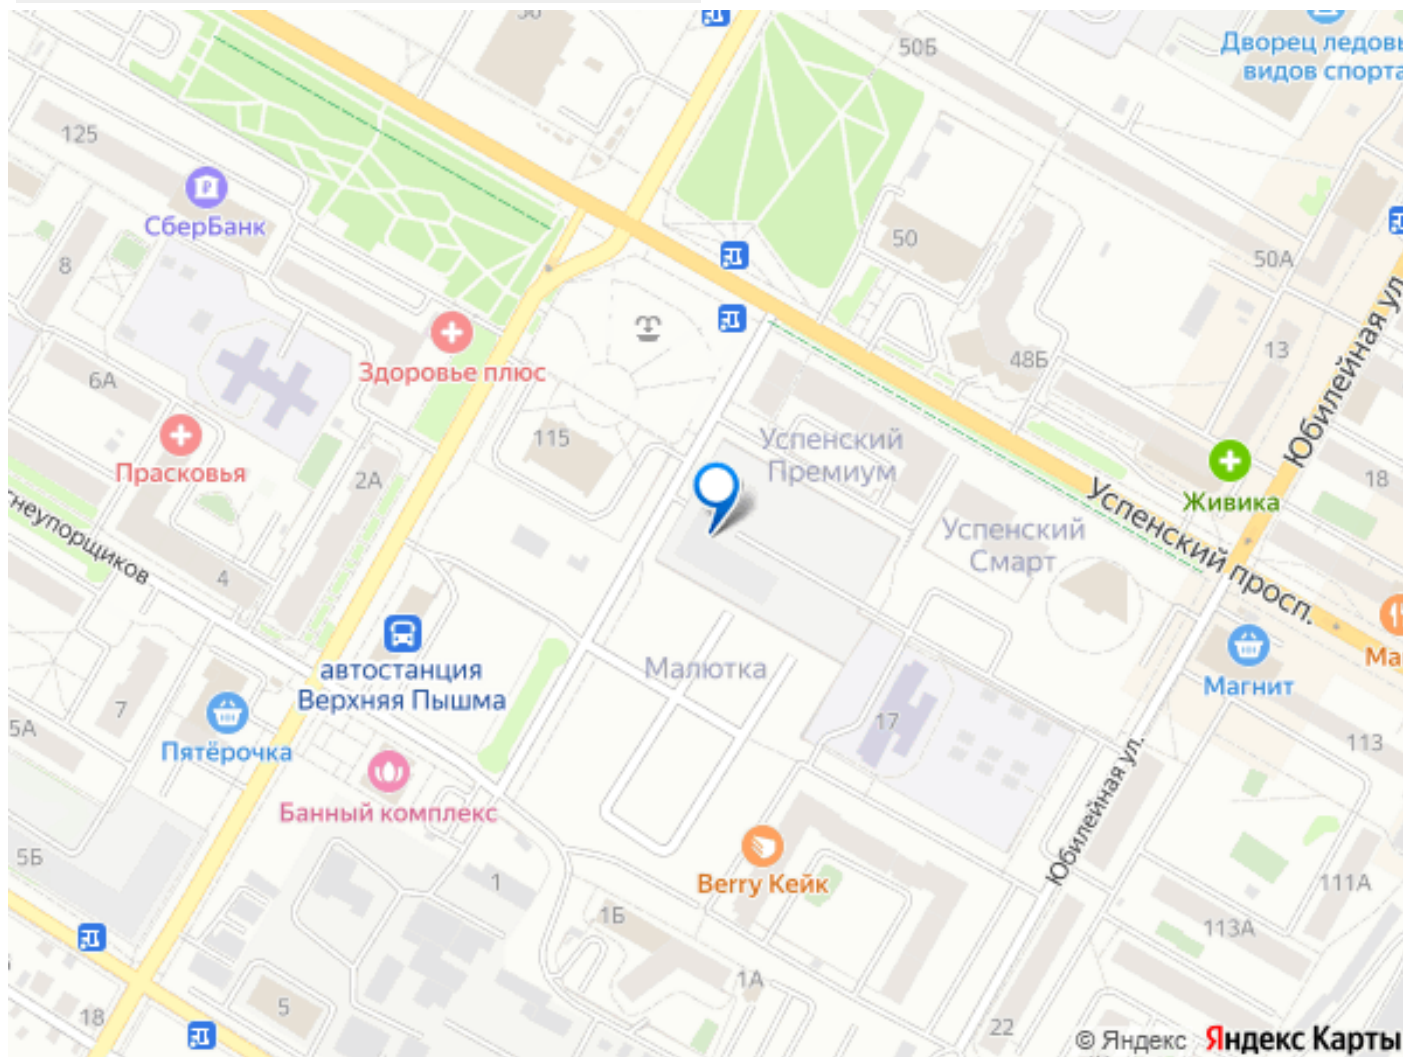 50Б
Дворец ледовы
видов спорта
125
СберБанк
50
50А
8
13
Юбилейная ул.
48Б
Здоровье плюс
6А
115
Успенский
Премиум
Прасковья
2А
Живика
18
Успенский просп.
Успенский
Смарт
гнеупорщиков
4
автостанция
Верхняя Пышма
Малютка
Магнит
Ма
7
5А
Пятёрочка
17
113
Банный комплекс
Юбилейная ул.
5Б
1
Berry Кейк
111А
1Б
113А
1А
5
18
22
© Яндекс Яндекс Карты